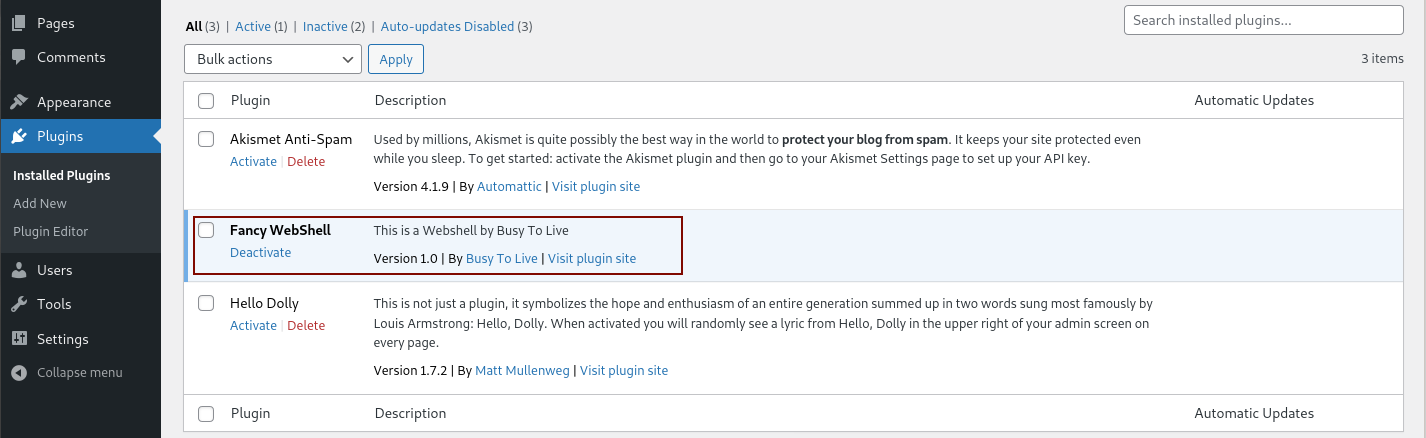 Pages
Comments
Appearance
Plugins
Installed Plugins
Add New
Plugin Editor
Users
Tools
Settings
Collapse menu
All (3) | Active (1) | Inactive (2) | Auto-updates Disabled (3)
Search installed plugins...
Bulk actions
Apply
3 items
Plugin Description Automatic Updates
Akismet Anti-Spam
Activate | Delete
Used by millions, Akismet is quite possibly the best way in the world to protect your blog from spam. It keeps your site protected even
while you sleep. To get started: activate the Akismet plugin and then go to your Akismet Settings page to set up your API key.
Version 4.1.9 | By Automattic | Visit plugin site
Fancy WebShell
Deactivate
This is a Webshell by Busy To Live
Version 1.0 | By Busy To Live | Visit plugin site
Hello Dolly
Activate | Delete
This is not just a plugin, it symbolizes the hope and enthusiasm of an entire generation summed up in two words sung most famously by
Louis Armstrong: Hello, Dolly. When activated you will randomly see a lyric from Hello, Dolly in the upper right of your admin screen on
every page.
Version 1.7.2 | By Matt Mullenweg | Visit plugin site
Plugin Description Automatic Updates